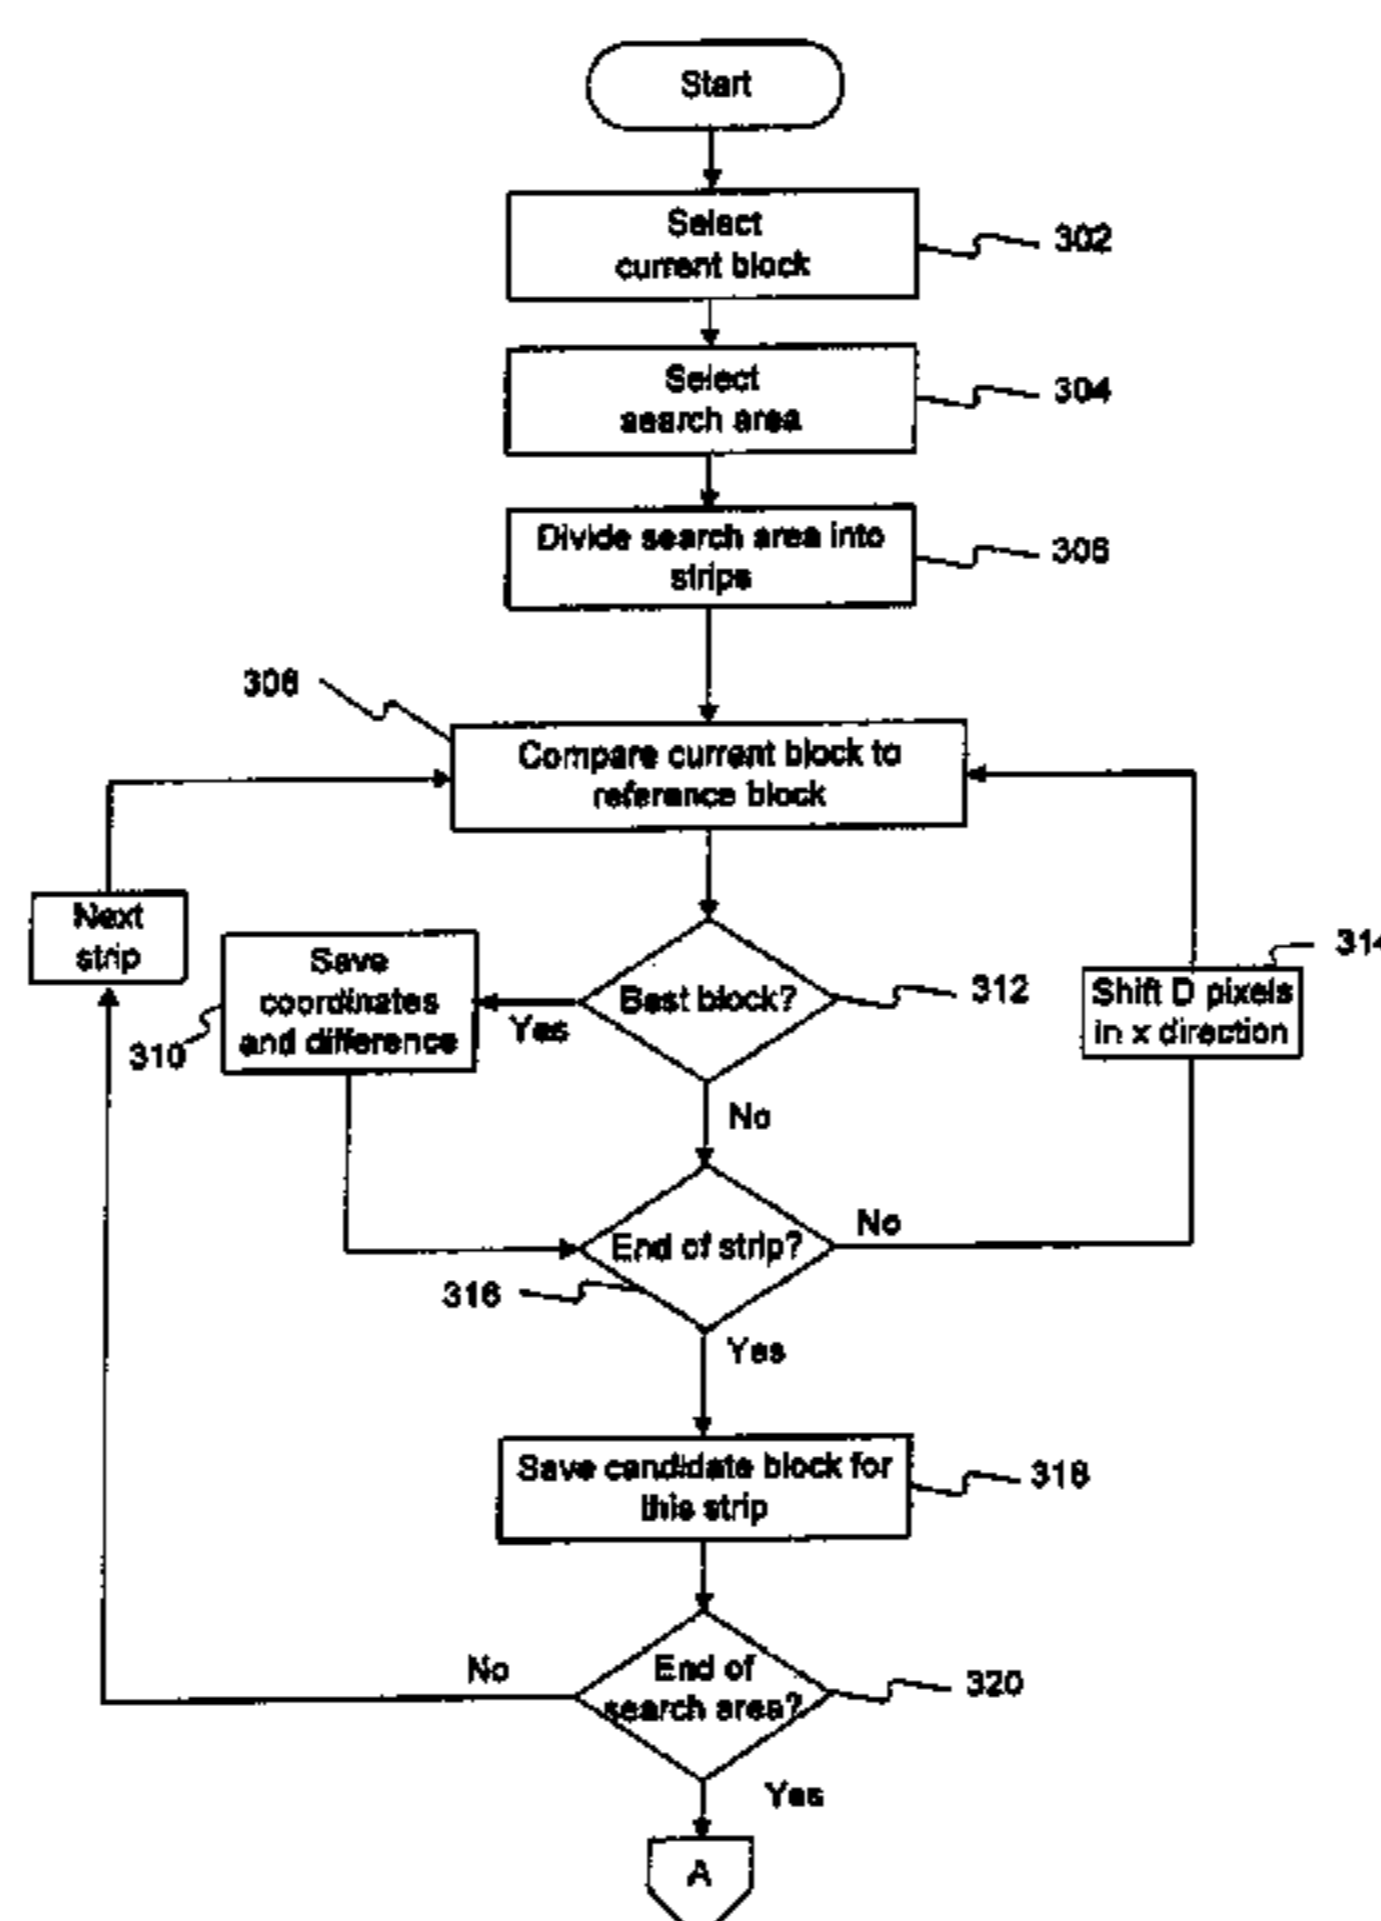 Start
Select
current block
302
Select
search area
304
Divide search area into
strips
306
308
Compare current block to
reference block
Next
strip
Save
coordinates
and difference
310
Yes
Best block?
312
314
Shift D pixels
in x direction
No
End of strip?
No
316
Yes
Save candidate block for
this strip
318
No
End of
search area?
320
Yes
A